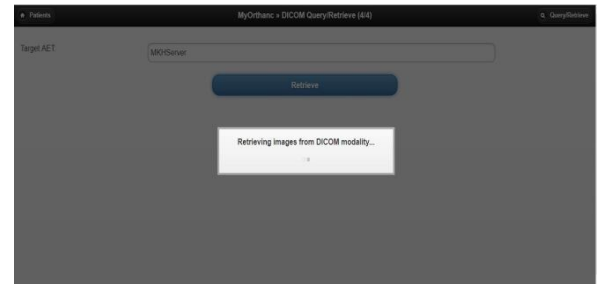 Patients
MyOrthanc » DICOM Query/Retrieve (4/4)
Query/Retrieve
Target AET:
MKHServer
Retrieve
Retrieving images from DICOM modality...